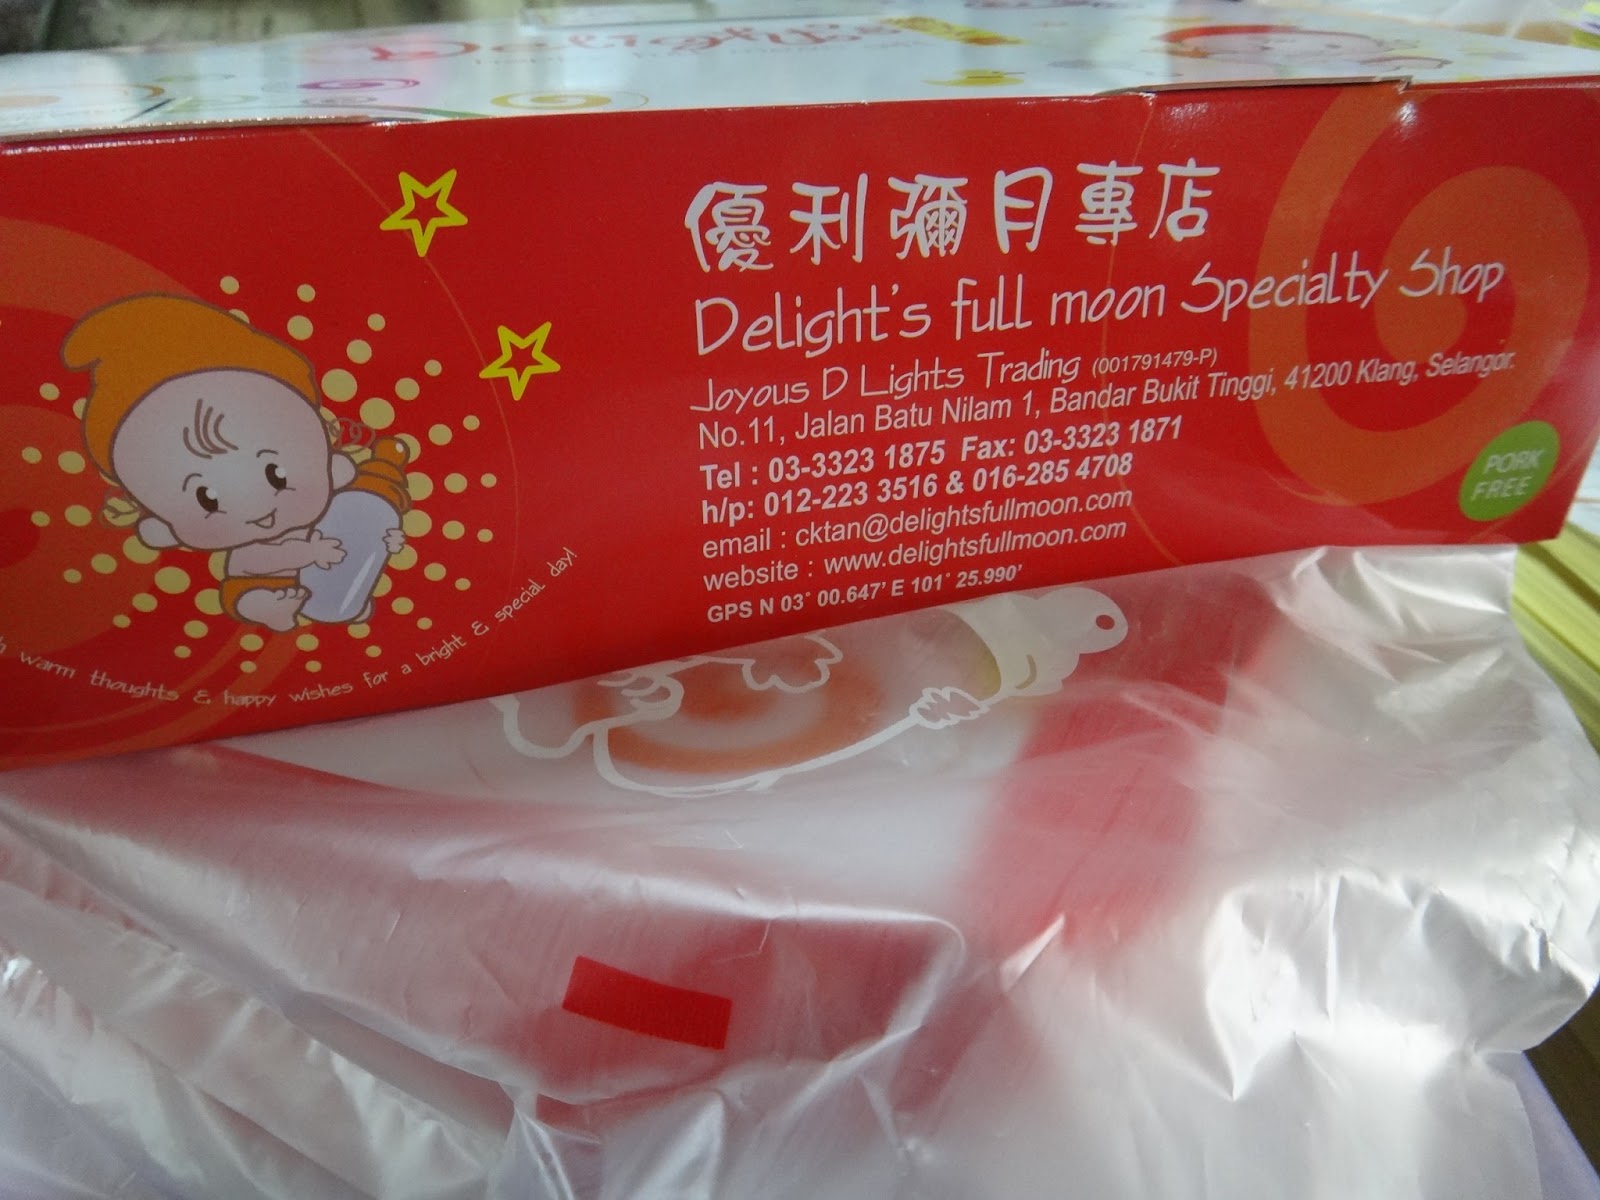 Delights
優利彌月專店
Delight's full moon Specialty Shop
Joyous D Lights Trading (001791479-P)
No.11, Jalan Batu Nilam 1, Bandar Bukit Tinggi, 41200 Klang, Selangor.
Tel : 03-3323 1875 Fax: 03-3323 1871
h/p: 012-223 3516 & 016-285 4708
email : cktan@delightsfullmoon.com
website : www.delightsfullmoon.com
GPS N 03° 00.647' E 101° 25.990'
PORK
FREE
warm thoughts & happy wishes for a bright & special day!